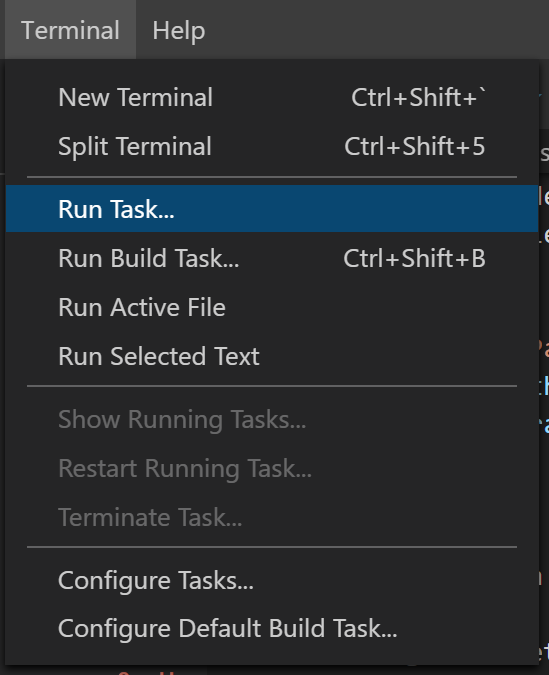 Terminal Help
New Terminal Ctrl+Shift+`
Split Terminal Ctrl+Shift+5
Run Task...
Run Build Task... Ctrl+Shift+B
Run Active File
Run Selected Text
Show Running Tasks...
Restart Running Task...
Terminate Task...
Configure Tasks...
Configure Default Build Task...